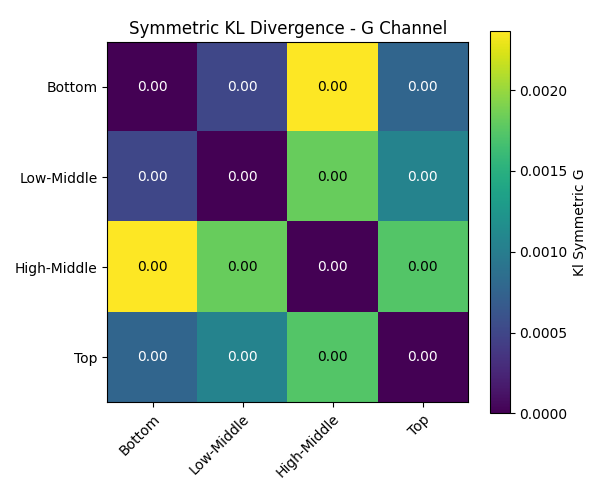 Symmetric KL Divergence - G Channel
Bottom 0.00 0.00 0.00 0.00
Low-Middle 0.00 0.00 0.00 0.00
High-Middle 0.00 0.00 0.00 0.00
Top 0.00 0.00 0.00 0.00
Bottom Low-Middle High-Middle Top
0.0020
0.0015
0.0010
0.0005
0.0000
Kl Symmetric G